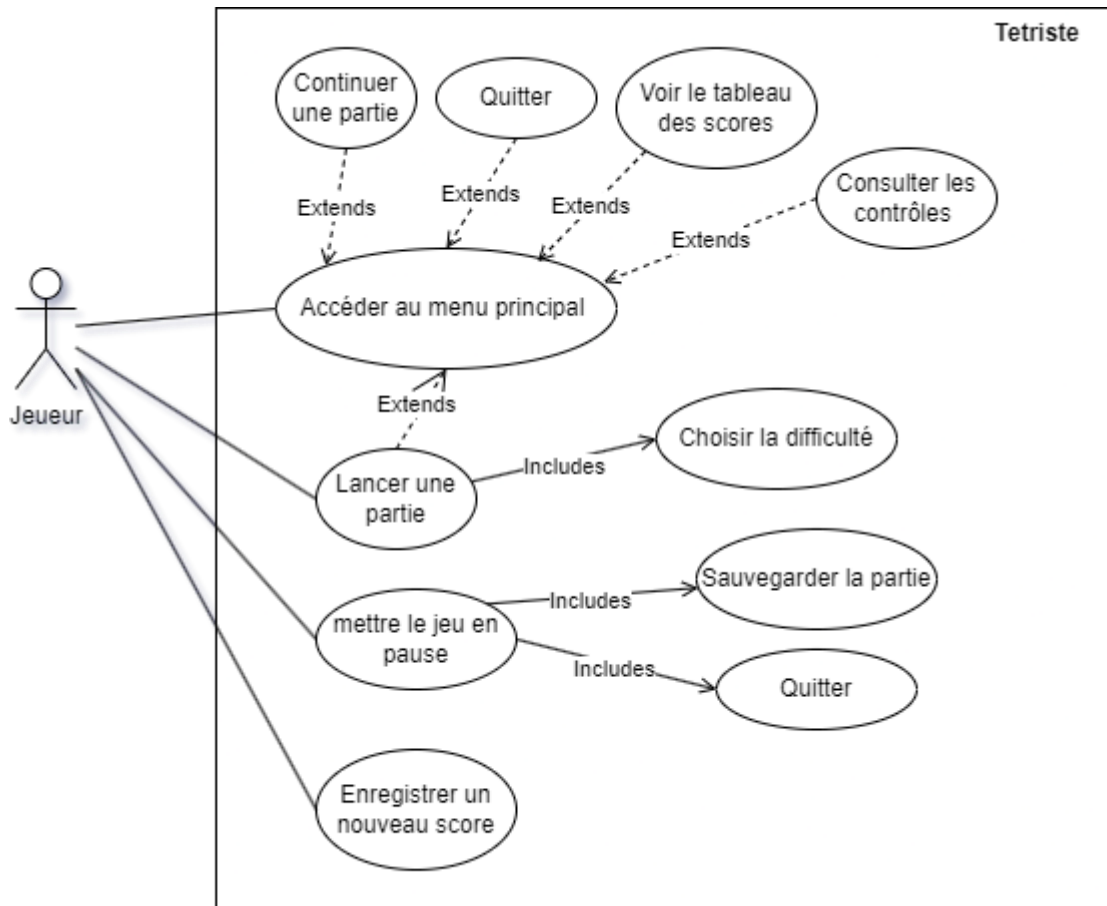 Tetriste
Continuer
une partie
Quitter
Voir le tableau
des scores
Consulter les
contrôles
Extends
Extends
Extends
Extends
Accéder au menu principal
Jeueur
Extends
Choisir la difficulté
Includes
Lancer une
partie
Sauvegarder la partie
Includes
mettre le jeu en
pause
Includes
Quitter
Enregistrer un
nouveau score